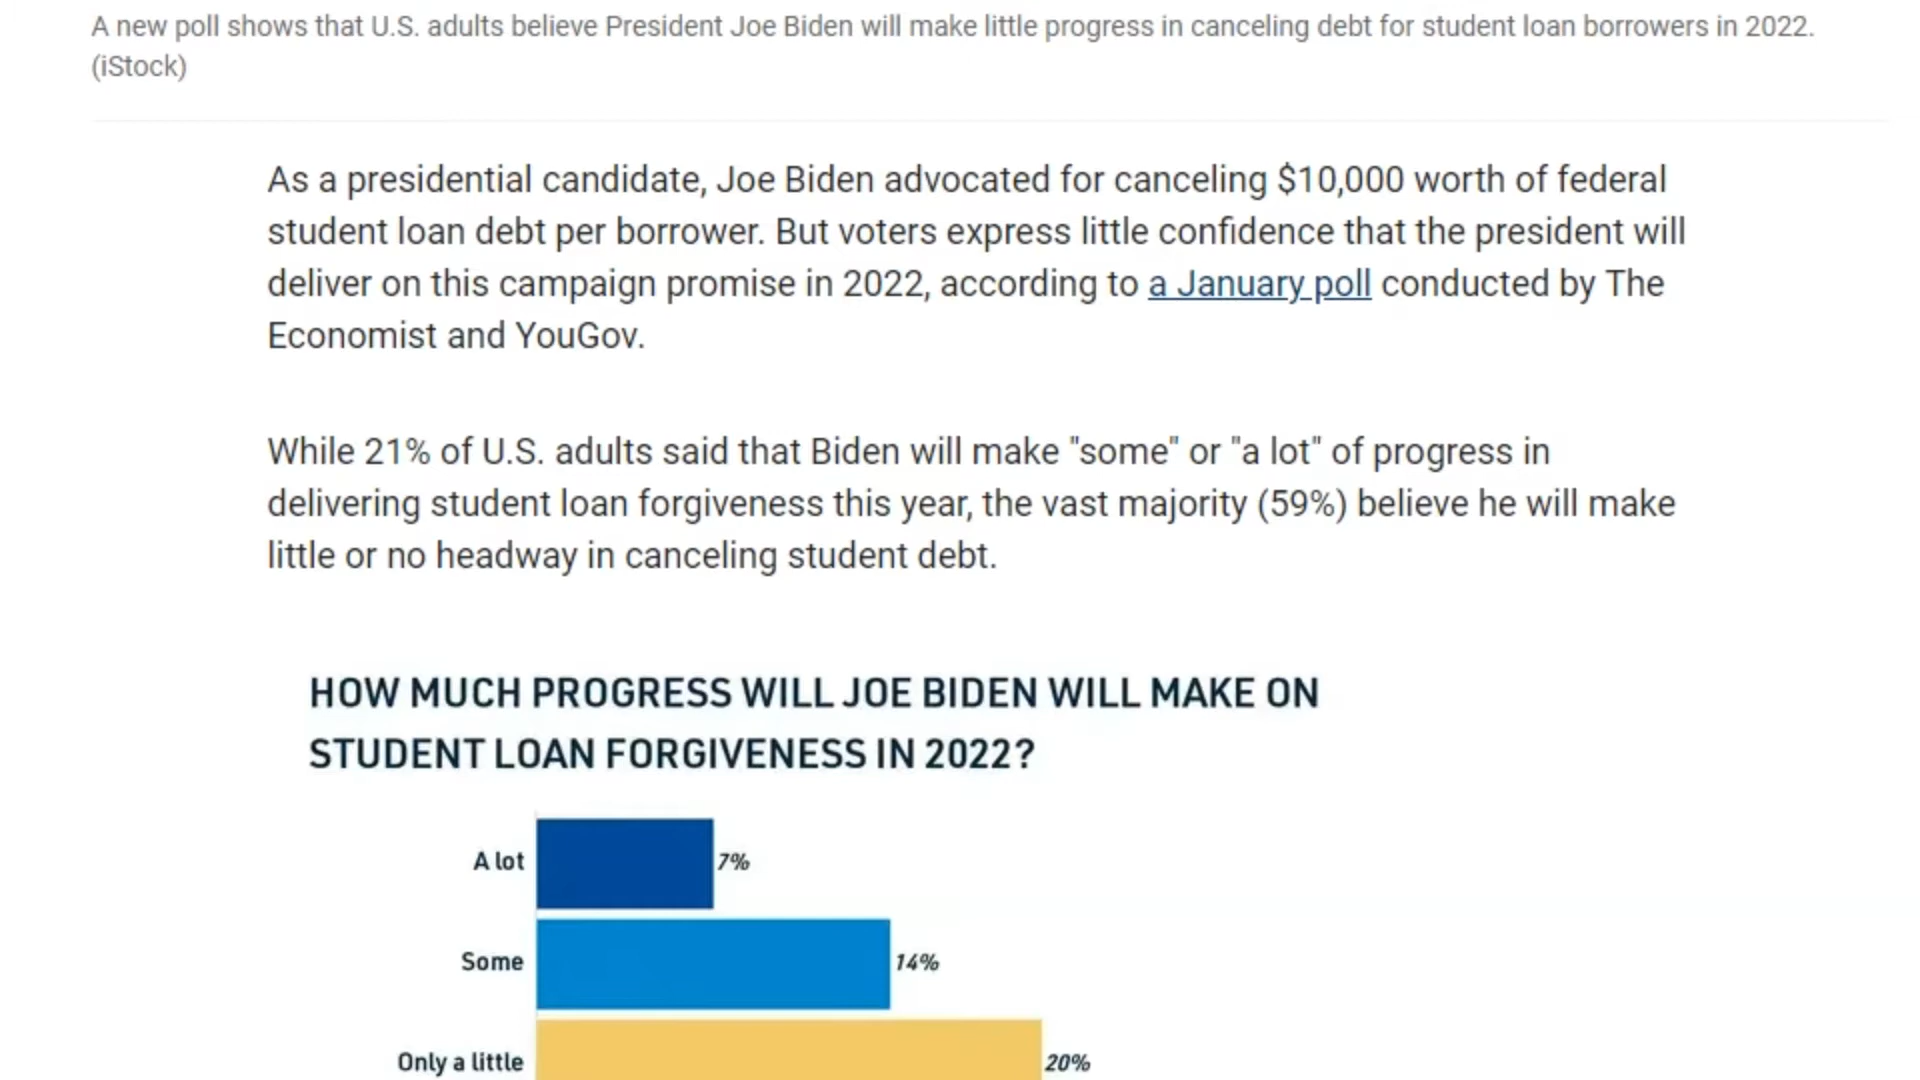 A new poll shows that U.S. adults believe President Joe Biden will make little progress in canceling debt for student loan borrowers in 2022.
(iStock)
As a presidential candidate, Joe Biden advocated for canceling $10,000 worth of federal
student loan debt per borrower. But voters express little confidence that the president will
deliver on this campaign promise in 2022, according to a January poll conducted by The
Economist and YouGov.
While 21% of U.S. adults said that Biden will make "some" or "a lot" of progress in
delivering student loan forgiveness this year, the vast majority (59%) believe he will make
little or no headway in canceling student debt.
HOW MUCH PROGRESS WILL JOE BIDEN WILL MAKE ON
STUDENT LOAN FORGIVENESS IN 2022?
A lot 7%
Some 14%
Only a little 20%